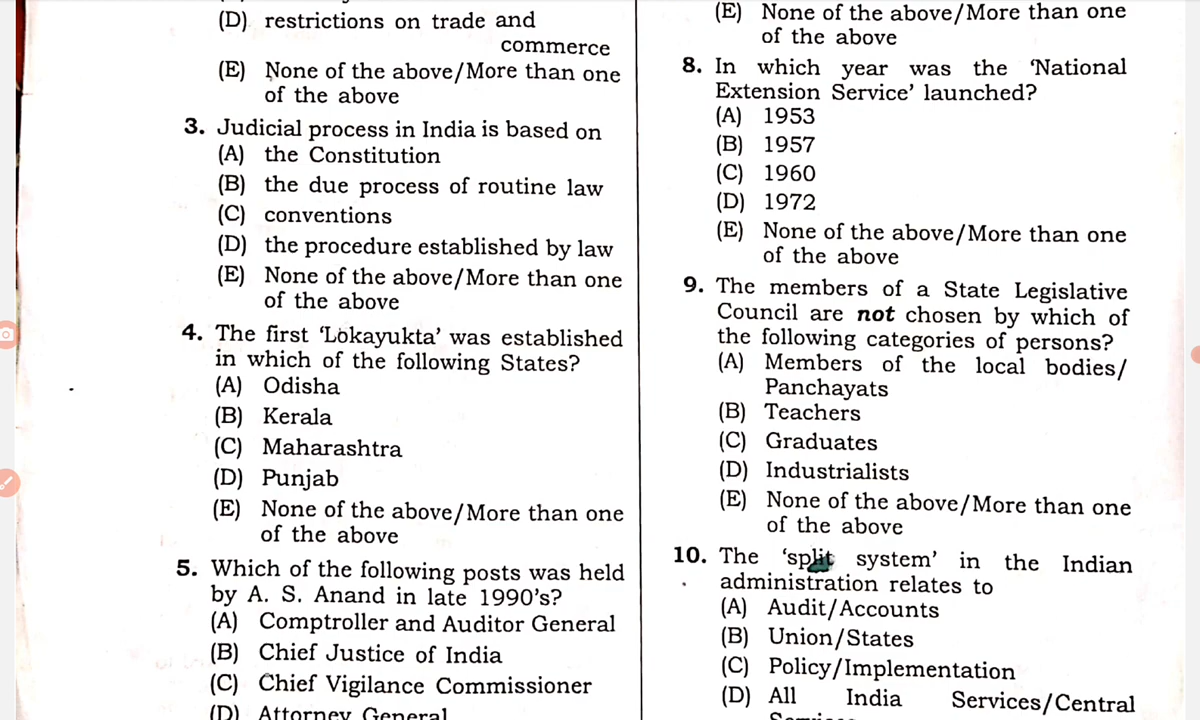 (D) restrictions on trade and
commerce
(E) None of the above/More than one
of the above
3. Judicial process in India is based on
(A) the Constitution
(B) the due process of routine law
(C) conventions
(D) the procedure established by law
(E) None of the above/More than one
of the above
4. The first ‘Lokayukta’ was established
in which of the following States?
(A) Odisha
(B) Kerala
(C) Maharashtra
(D) Punjab
(E) None of the above/More than one
of the above
5. Which of the following posts was held
by A. S. Anand in late 1990’s?
(A) Comptroller and Auditor General
(B) Chief Justice of India
(C) Chief Vigilance Commissioner
(D) Attorney General
(E) None of the above/More than one
of the above
8. In which year was the ‘National
Extension Service’ launched?
(A) 1953
(B) 1957
(C) 1960
(D) 1972
(E) None of the above/More than one
of the above
9. The members of a State Legislative
Council are not chosen by which of
the following categories of persons?
(A) Members of the local bodies/
Panchayats
(B) Teachers
(C) Graduates
(D) Industrialists
(E) None of the above/More than one
of the above
10. The ‘split system’ in the Indian
administration relates to
(A) Audit/Accounts
(B) Union/States
(C) Policy/Implementation
(D) All India Services/Central